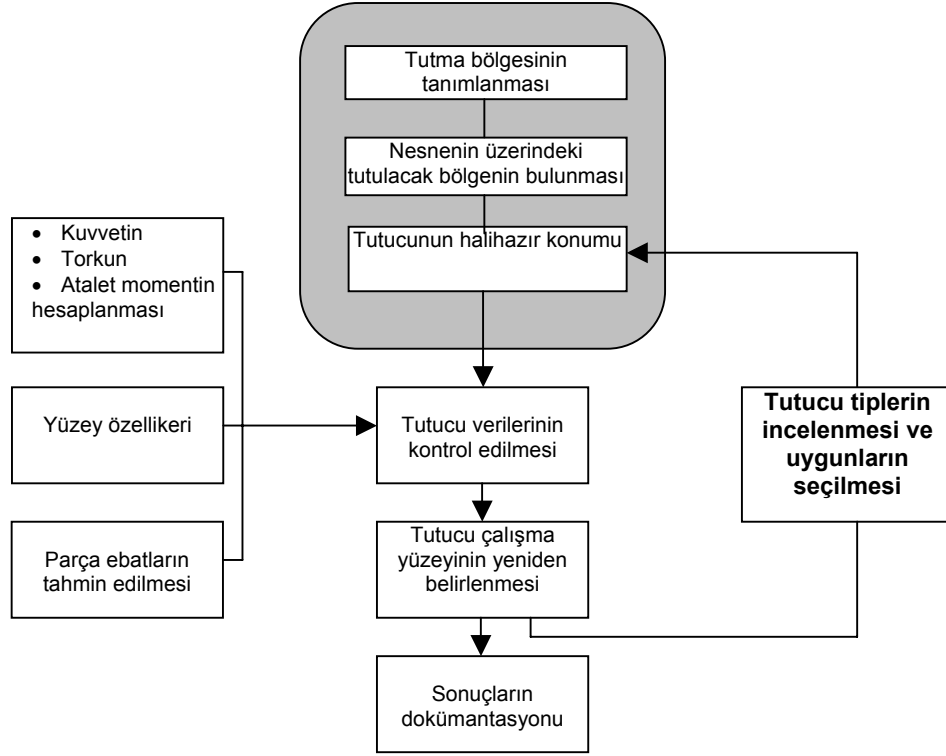 Tutma bölgesinin
tanımlanması
Nesnenin üzerindeki
tutulacak bölgenin bulunması
Tutucunun halihazır konumu
• Kuvvetin
• Torkun
• Atalet momentin
hesaplanması
Yüzey özellikeri
Parça ebatların
tahmin edilmesi
Tutucu verilerinin
kontrol edilmesi
Tutucu çalışma
yüzeyinin yeniden
belirlenmesi
Sonuçların
dokümantasyonu
Tutucu tiplerin
incelenmesi ve
uygunların
seçilmesi